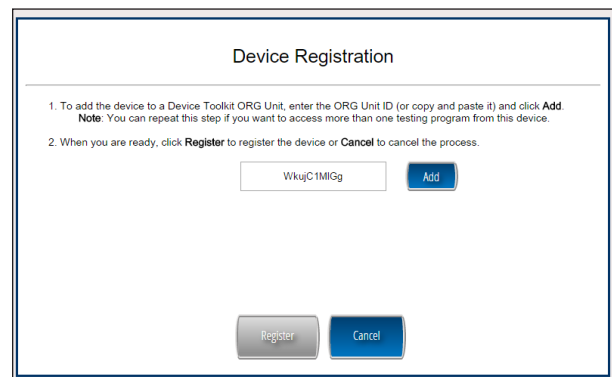 Device Registration
1. To add the device to a Device Toolkit ORG Unit, enter the ORG Unit ID (or copy and paste it) and click Add.
Note: You can repeat this step if you want to access more than one testing program from this device.
2. When you are ready, click Register to register the device or Cancel to cancel the process.
WkujC1MIGg Add
Register Cancel